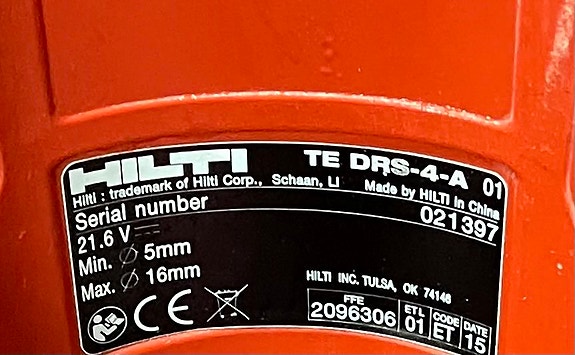 HILTI TE DRS-4-A 01
Hilti : trademark of Hilti Corp., Schaan, LI Made by HILTI in China
Serial number 021397
21.6 V
Min. ⌀ 5mm
Max. ⌀ 16mm
HILTI INC. TULSA, OK 74146
CE
FFE ETL CODE DATE
2096306 01 ET 15